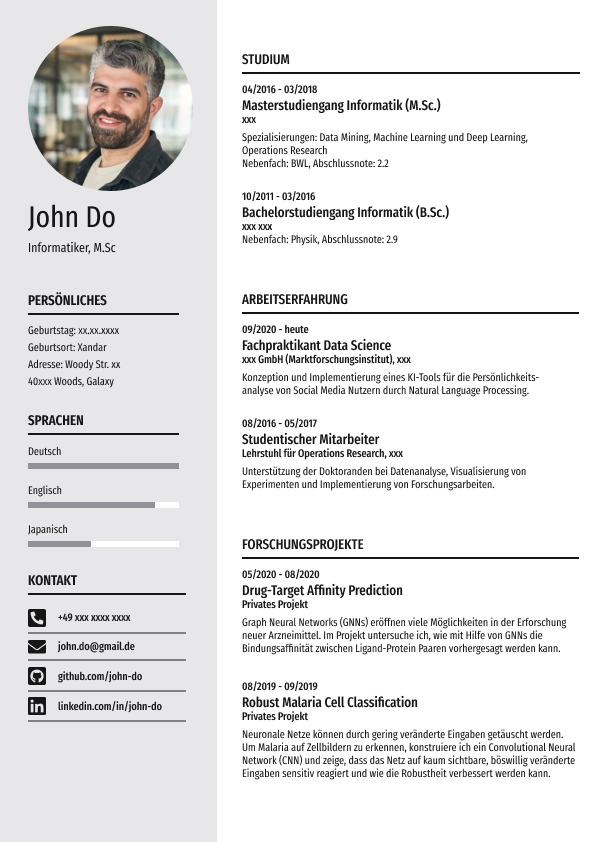 John Do
Informatiker, M.Sc
PERSÖNLICHES
Geburtstag: xx.xx.xxxx
Geburtsort: Xandar
Adresse: Woody Str. xx
40xxx Woods, Galaxy
SPRACHEN
Deutsch
Englisch
Japanisch
KONTAKT
+49 xxx xxxx xxxx
john.do@gmail.de
github.com/john-do
in
linkedin.com/in/john-do
STUDIUM
04/2016 - 03/2018
Masterstudiengang Informatik (M.Sc.)
xxx
Spezialisierungen: Data Mining, Machine Learning und Deep Learning,
Operations Research
Nebenfach: BWL, Abschlussnote: 2.2
10/2011 - 03/2016
Bachelorstudiengang Informatik (B.Sc.)
xxx xxx
Nebenfach: Physik, Abschlussnote: 2.9
ARBEITSERFAHRUNG
09/2020 - heute
Fachpraktikant Data Science
xxx GmbH (Marktforschungsinstitut), xxx
Konzeption und Implementierung eines KI-Tools für die Persönlichkeits-
analyse von Social Media Nutzern durch Natural Language Processing.
08/2016 - 05/2017
Studentischer Mitarbeiter
Lehrstuhl für Operations Research, xxx
Unterstützung der Doktoranden bei Datenanalyse, Visualisierung von
Experimenten und Implementierung von Forschungsarbeiten.
FORSCHUNGSPROJEKTE
05/2020 - 08/2020
Drug-Target Affinity Prediction
Privates Projekt
Graph Neural Networks (GNNs) eröffnen viele Möglichkeiten in der Erforschung
neuer Arzneimittel. Im Projekt untersuche ich, wie mit Hilfe von GNNs die
Bindungsaffinität zwischen Ligand-Protein Paaren vorhergesagt werden kann.
08/2019 - 09/2019
Robust Malaria Cell Classification
Privates Projekt
Neuronale Netze können durch gering veränderte Eingaben getäuscht werden.
Um Malaria auf Zellbildern zu erkennen, konstruiere ich ein Convolutional Neural
Network (CNN) und zeige, dass das Netz auf kaum sichtbare, böswillig veränderte
Eingaben sensitiv reagiert und wie die Robustheit verbessert werden kann.